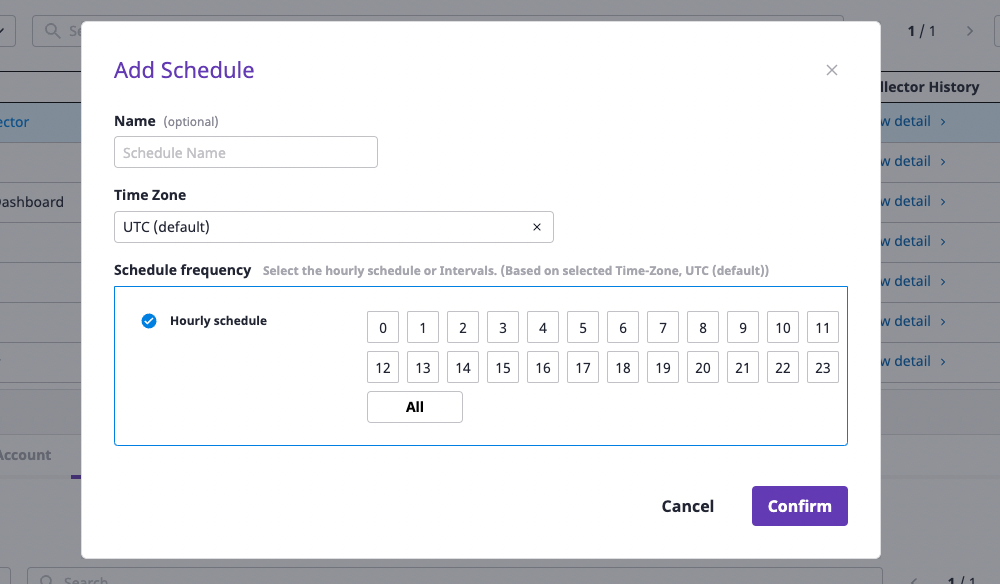 1 / 1
Add Schedule
llector History
Name (optional)
ector
w detail
Schedule Name
w detail
Time Zone
Dashboard
w detail
UTC (default)
w detail
Schedule frequency Select the hourly schedule or Intervals. (Based on selected Time-Zone, UTC (default))
w detail
Hourly schedule
0 1 2 3 4 5 6 7 8 9 10 11
w detail
12 13 14 15 16 17 18 19 20 21 22 23
w detail
All
Account
Cancel
Confirm
Search
1 / 1